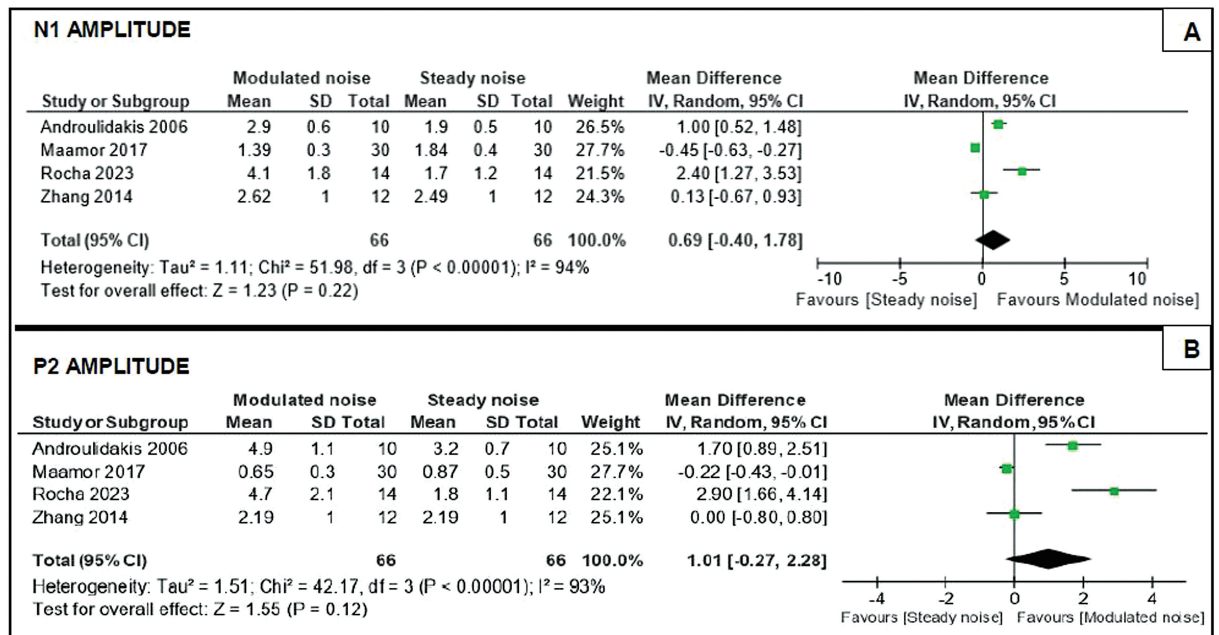 N1 AMPLITUDE
A
Modulated noise Steady noise Mean Difference Mean Difference
Study or Subgroup Mean SD Total Mean SD Total Weight IV, Random, 95% CI IV, Random, 95% CI
Androulidakis 2006 2.9 0.6 10 1.9 0.5 10 26.5% 1.00 [0.52, 1.48]
Maamor 2017 1.39 0.3 30 1.84 0.4 30 27.7% -0.45 [-0.63, -0.27]
Rocha 2023 4.1 1.8 14 1.7 1.2 14 21.5% 2.40 [1.27, 3.53]
Zhang 2014 2.62 1 12 2.49 1 12 24.3% 0.13 [-0.67, 0.93]
Total (95% CI) 66 66 100.0% 0.69 [-0.40, 1.78]
Heterogeneity: Tau² = 1.11; Chi² = 51.98, df = 3 (P < 0.00001); I² = 94%
Test for overall effect: Z = 1.23 (P = 0.22)
-10 -5 0 5 10
Favours [Steady noise] Favours Modulated noise]
P2 AMPLITUDE
B
Modulated noise Steady noise Mean Difference Mean Difference
Study or Subgroup Mean SD Total Mean SD Total Weight IV, Random, 95% CI IV, Random, 95% CI
Androulidakis 2006 4.9 1.1 10 3.2 0.7 10 25.1% 1.70 [0.89, 2.51]
Maamor 2017 0.65 0.3 30 0.87 0.5 30 27.7% -0.22 [-0.43, -0.01]
Rocha 2023 4.7 2.1 14 1.8 1.1 14 22.1% 2.90 [1.66, 4.14]
Zhang 2014 2.19 1 12 2.19 1 12 25.1% 0.00 [-0.80, 0.80]
Total (95% CI) 66 66 100.0% 1.01 [-0.27, 2.28]
Heterogeneity: Tau² = 1.51; Chi² = 42.17, df = 3 (P < 0.00001); I² = 93%
Test for overall effect: Z = 1.55 (P = 0.12)
-4 -2 0 2 4
Favours [Steady noise] Favours [Modulated noise]